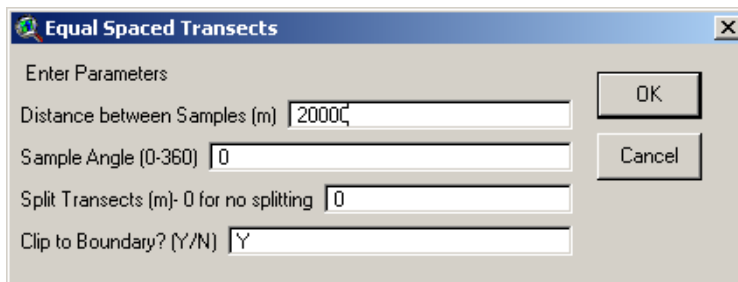 Equal Spaced Transects
Enter Parameters
Distance between Samples (m) 20000
OK
Sample Angle (0-360) 0
Cancel
Split Transects (m)- 0 for no splitting 0
Clip to Boundary? (Y/N) Y